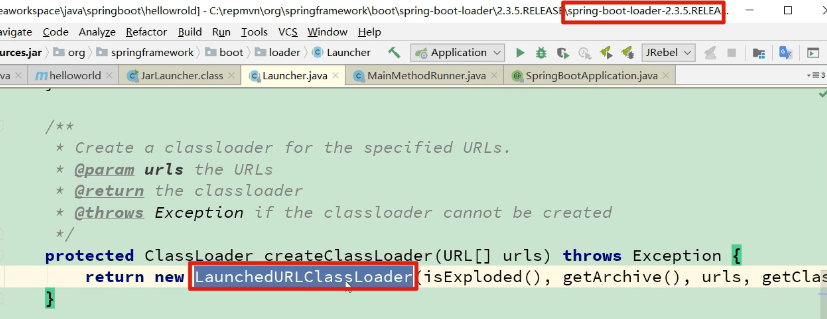 eaworkspace\java\springboot\hellowrold] - C:\repmvn\org\springframework\boot\spring-boot-loader\2.3.5.RELEASE\spring-boot-loader-2.3.5.RELEA...
avigate Code Analyze Refactor Build Run Tools VCS Window Help
ources.jar org springframework boot loader Launcher Application JRebel
va helloworld JarLauncher.class Launcher.java MainMethodRunner.java SpringBootApplication.java
/**
* Create a classloader for the specified URLs.
* @param urls the URLs
* @return the classloader
* @throws Exception if the classloader cannot be created
*/
protected ClassLoader createClassLoader(URL[] urls) throws Exception {
return new LaunchedURLClassLoader(isExploded(), getArchive(), urls, getClas
}